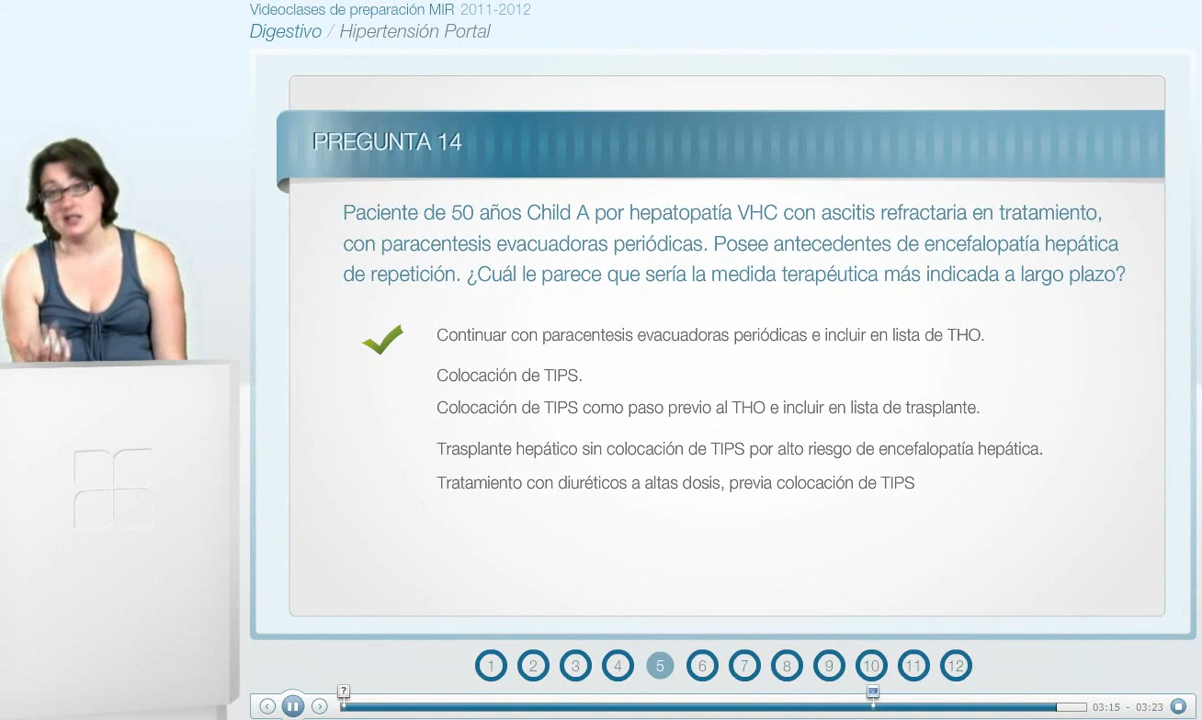 Videoclases de preparación MIR 2011-2012
Digestivo / Hipertensión Portal
PREGUNTA 14
Paciente de 50 años Child A por hepatopatía VHC con ascitis refractaria en tratamiento,
con paracentesis evacuadoras periódicas. Posee antecedentes de encefalopatía hepática
de repetición. ¿Cuál le parece que sería la medida terapéutica más indicada a largo plazo?
Continuar con paracentesis evacuadoras periódicas e incluir en lista de THO.
Colocación de TIPS.
Colocación de TIPS como paso previo al THO e incluir en lista de trasplante.
Trasplante hepático sin colocación de TIPS por alto riesgo de encefalopatía hepática.
Tratamiento con diuréticos a altas dosis, previa colocación de TIPS
1 2 3 4 5 6 7 8 9 10 11 12
?
03:15 - 03:23